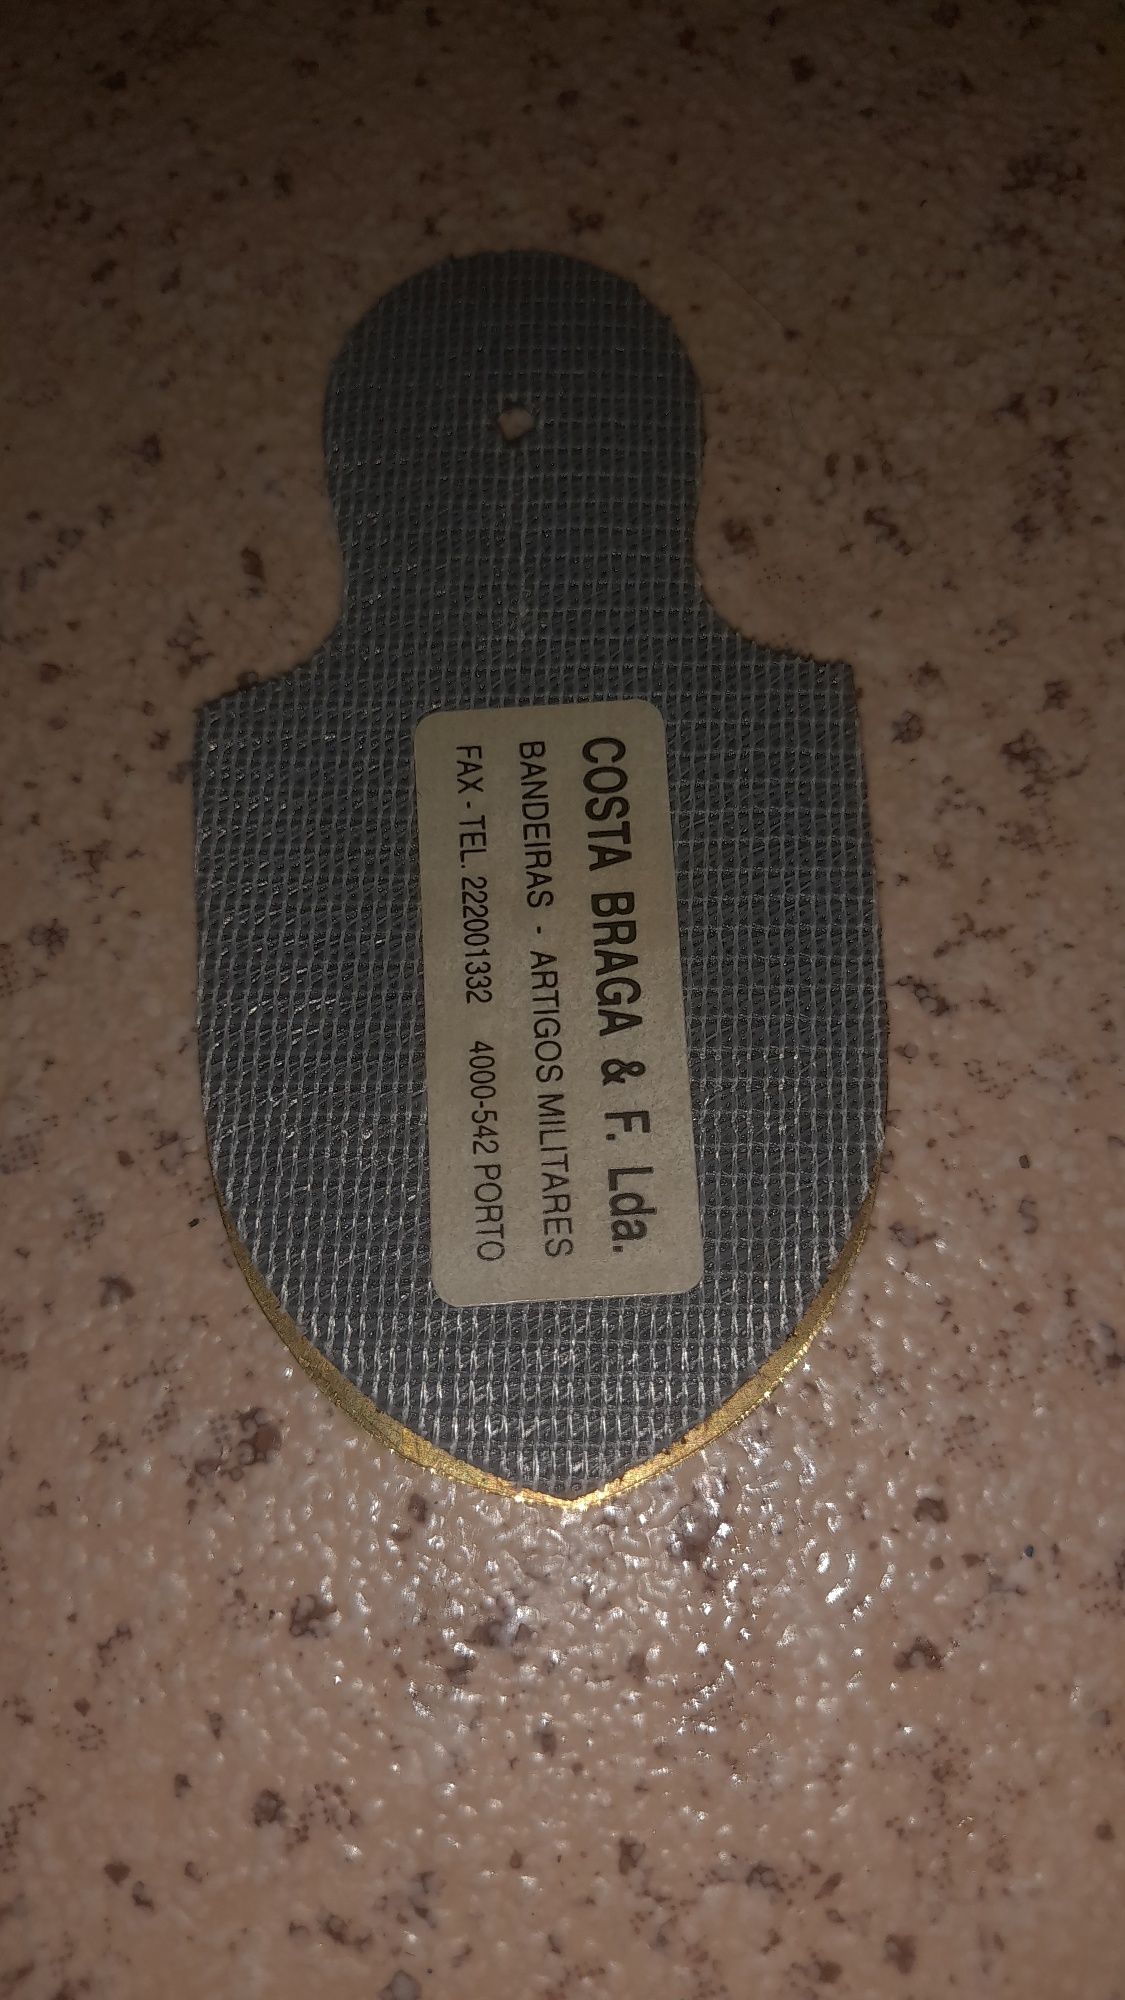 COSTA BRAGA & F. Lda.
BANDEIRAS - ARTIGOS MILITARES
FAX - TEL. 222001332 4000-542 PORTO